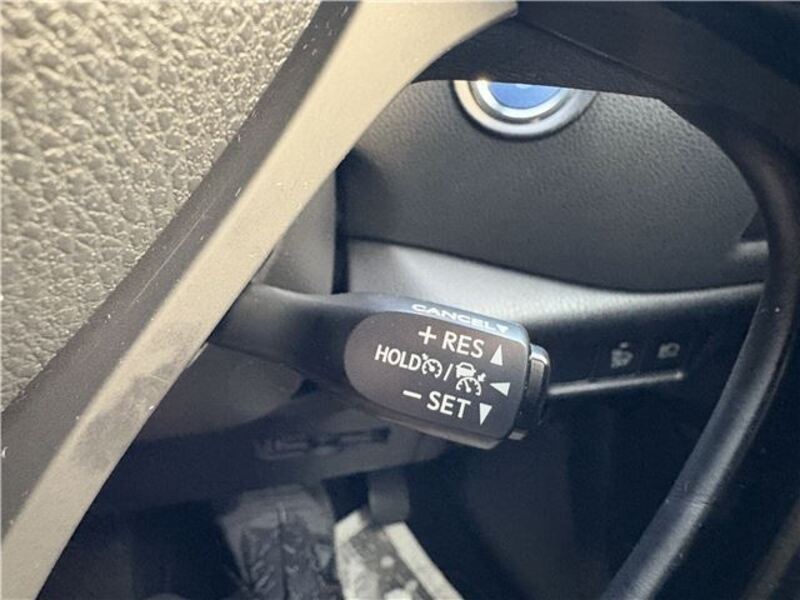 CANCEL▼
+ RES ▲
HOLD / ◀
− SET ▼